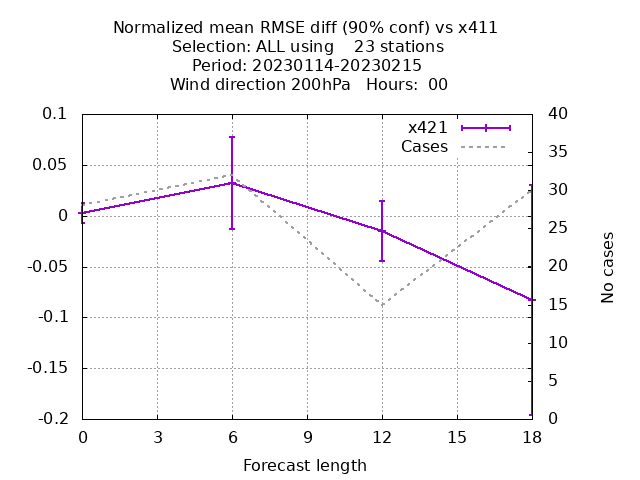 Normalized mean RMSE diff (90% conf) vs x411
Selection: ALL using    23 stations
Period: 20230114-20230215
Wind direction 200hPa   Hours:  00
x421
Cases
0.1
0.05
0
-0.05
-0.1
-0.15
-0.2
40
35
30
25
20
15
10
5
0
No cases
0 3 6 9 12 15 18
Forecast length